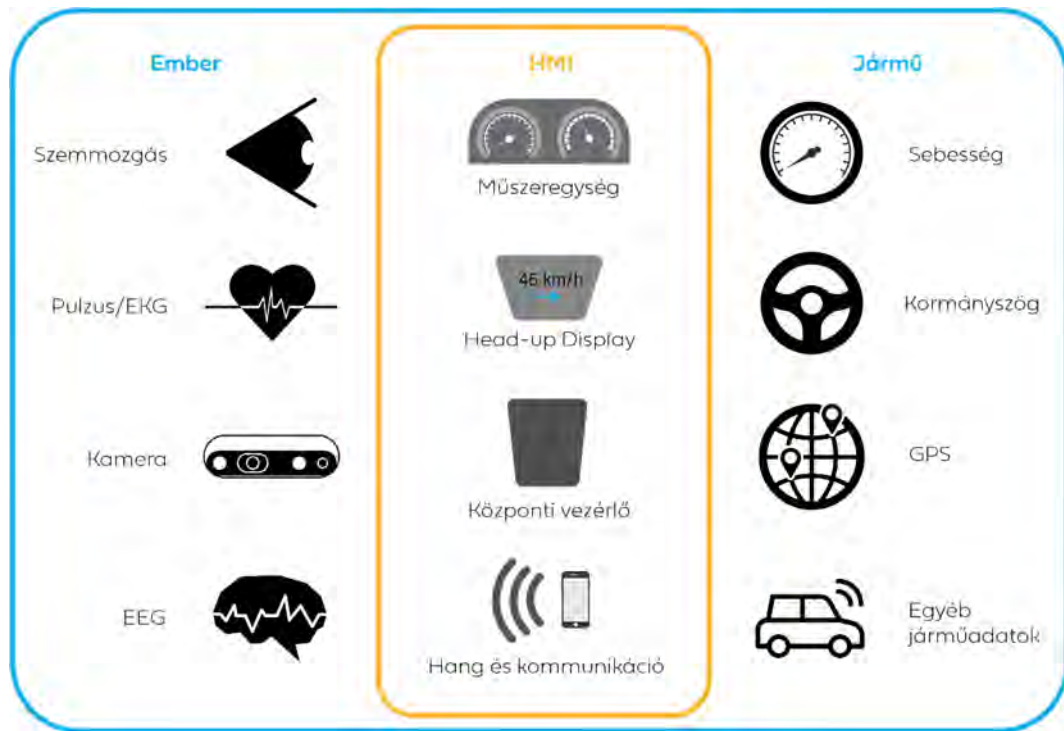 Ember
Szemmozgás
Pulzus/EKG
Kamera
EEG
HMI
Műszeregység
46 km/h
Head-up Display
Központi vezérlő
Hang és kommunikáció
Jármű
Sebesség
Kormányszög
GPS
Egyéb
járműadatok